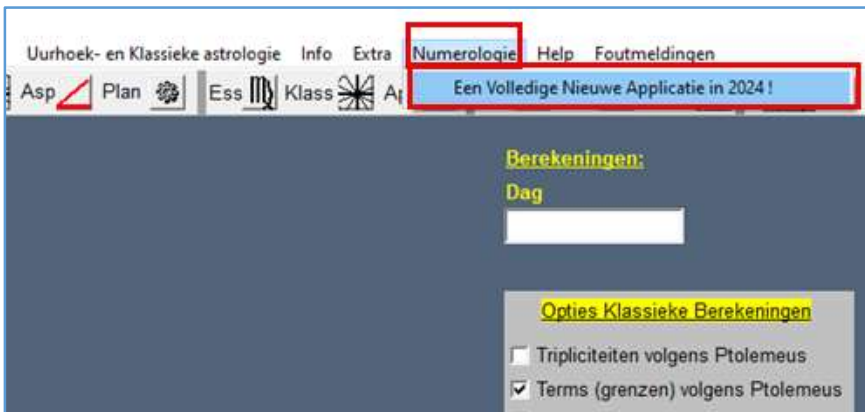 Uurhoek- en Klassieke astrologie Info Extra Numerologie Help Foutmeldingen
Asp Plan Ess Klass
Een Volledige Nieuwe Applicatie in 2024 !
Berekeningen:
Dag
Opties Klassieke Berekeningen
Tripliciteiten volgens Ptolemeus
Terms (grenzen) volgens Ptolemeus